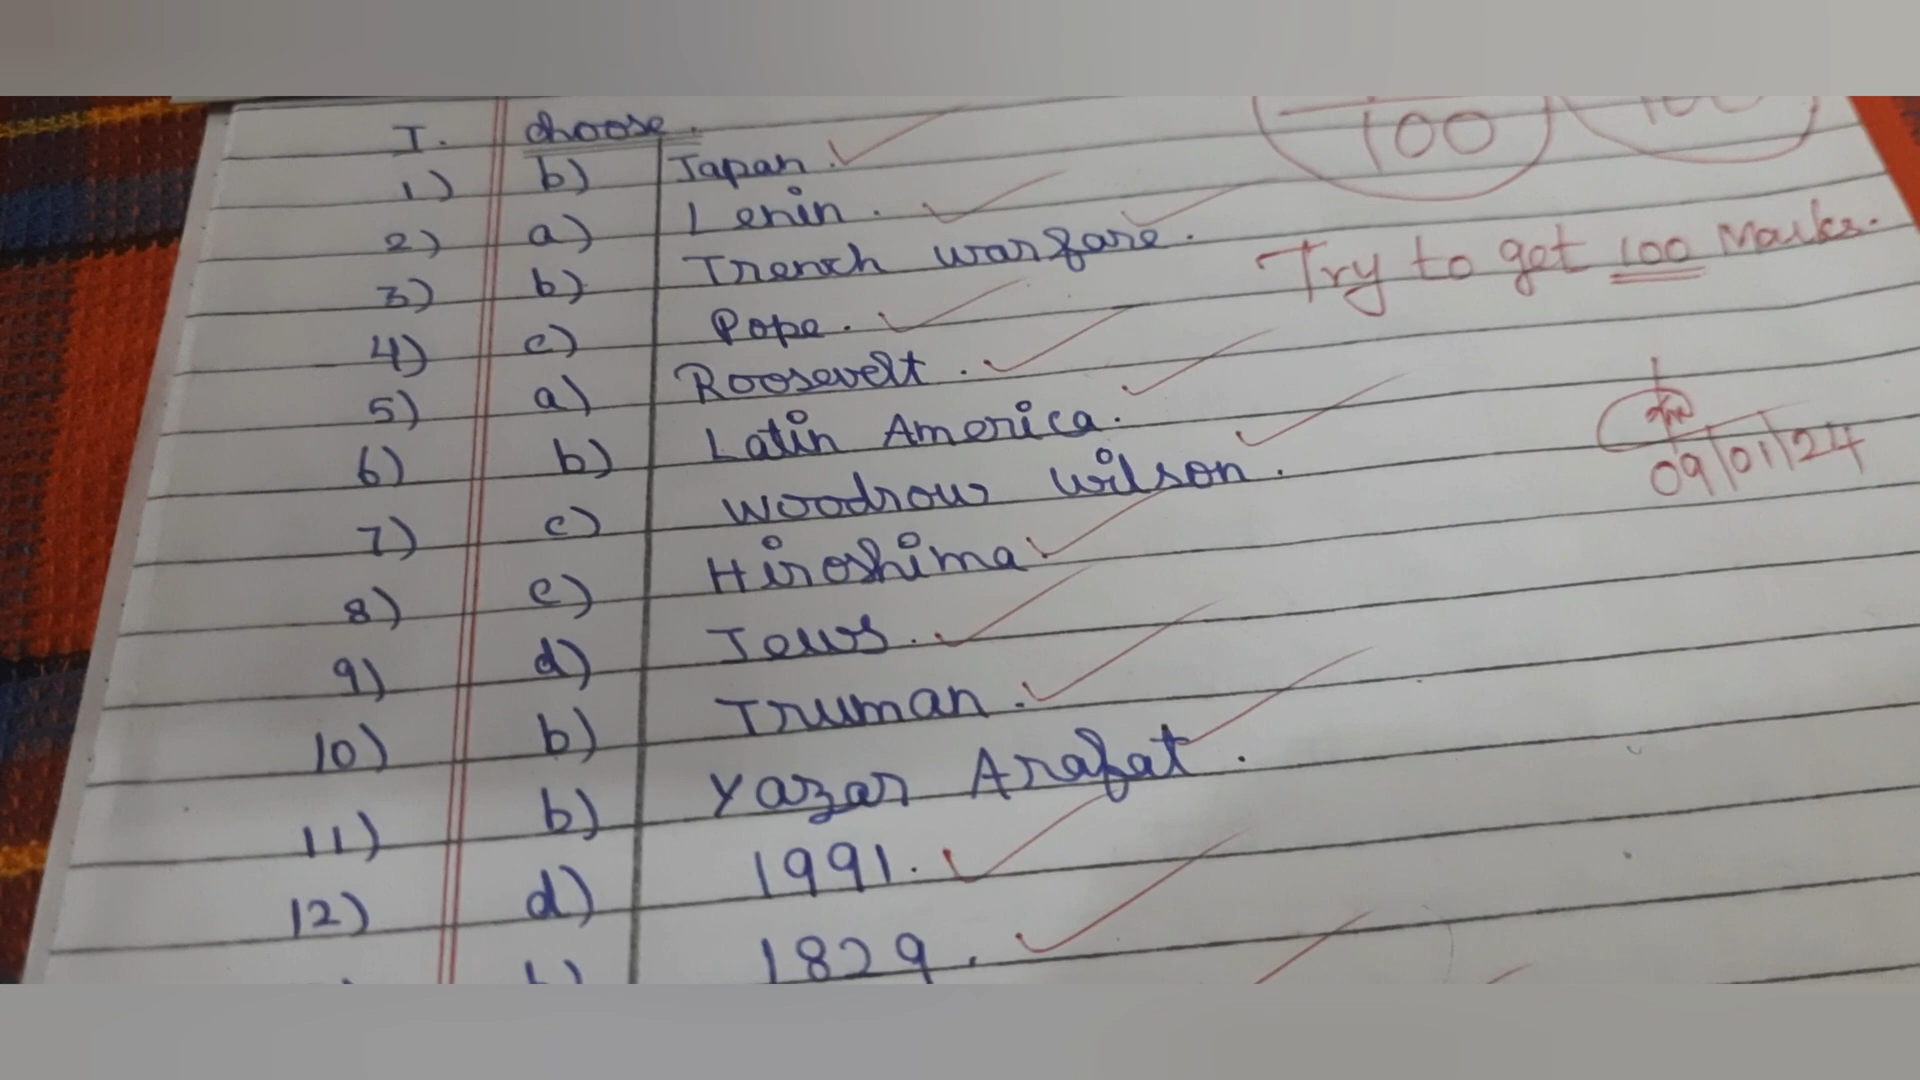 I. choose.
1) b) Japan.
2) a) Lenin.
3) b) Trench warfare.
4) c) Pope.
5) a) Roosevelt.
6) b) Latin America.
7) c) Woodrow wilson.
8) c) Hiroshima
9) d) Jews.
10) b) Truman.
11) b) Yazar Arafat.
12) d) 1991.
1829.
100
100
Try to get 100 Marks.
09/01/24